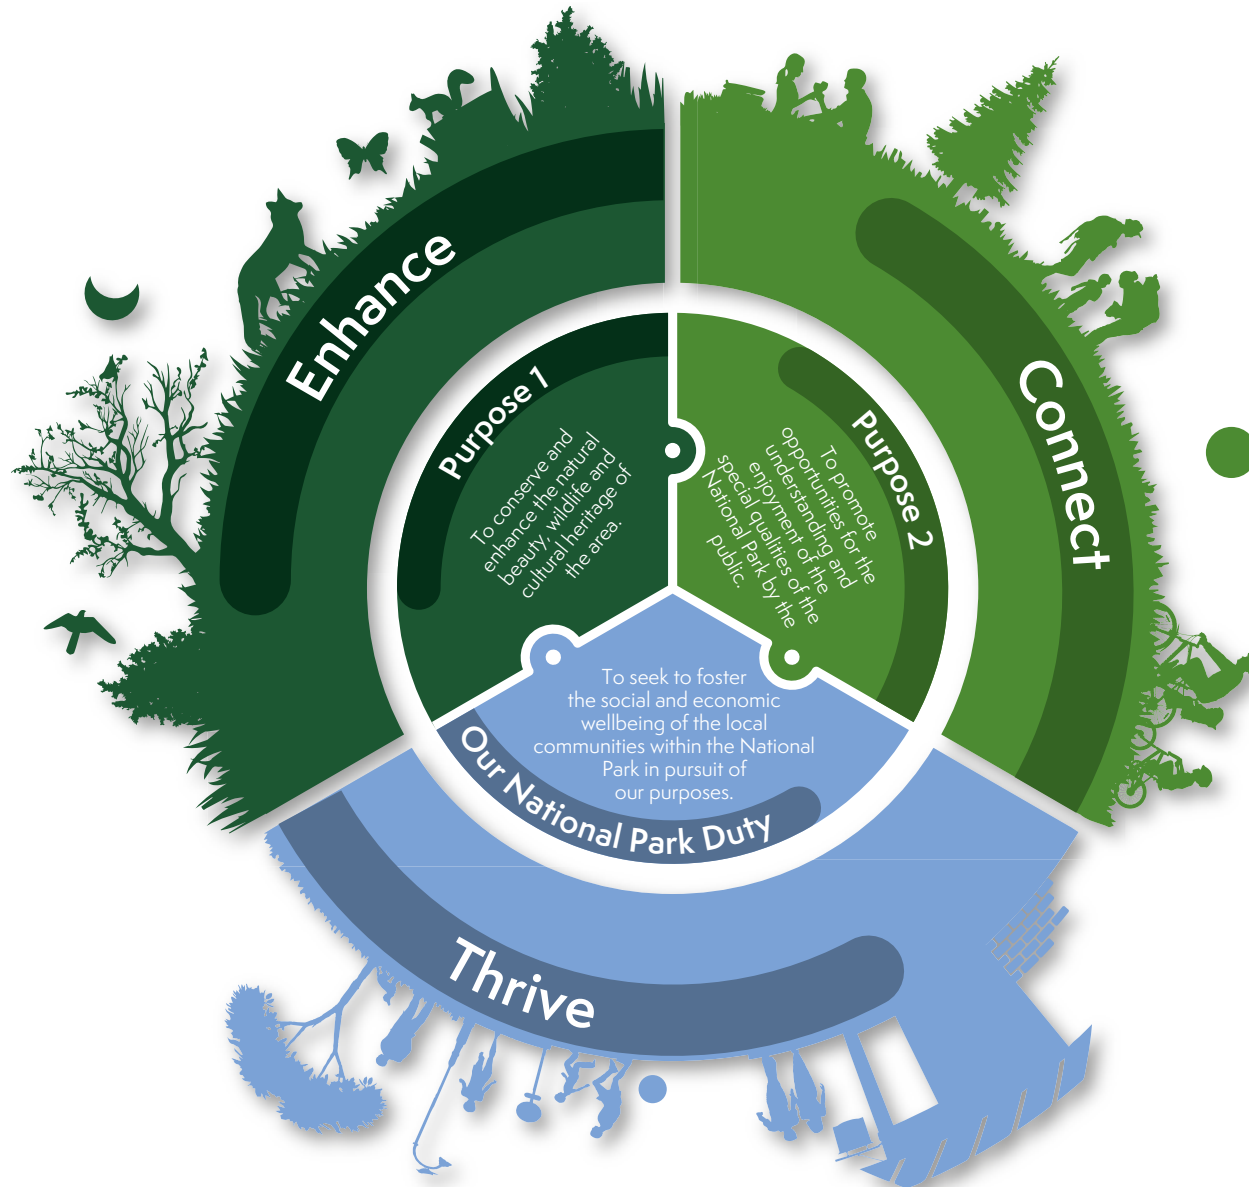 Enhance
Purpose 1
To conserve and
enhance the natural
beauty, wildlife and
cultural heritage of
the area.
Connect
Purpose 2
To promote
opportunities for the
understanding and
enjoyment of the
special qualities of the
National Park by the
public.
To seek to foster
the social and economic
wellbeing of the local
communities within the National
Park in pursuit of
our purposes.
Our National Park Duty
Thrive